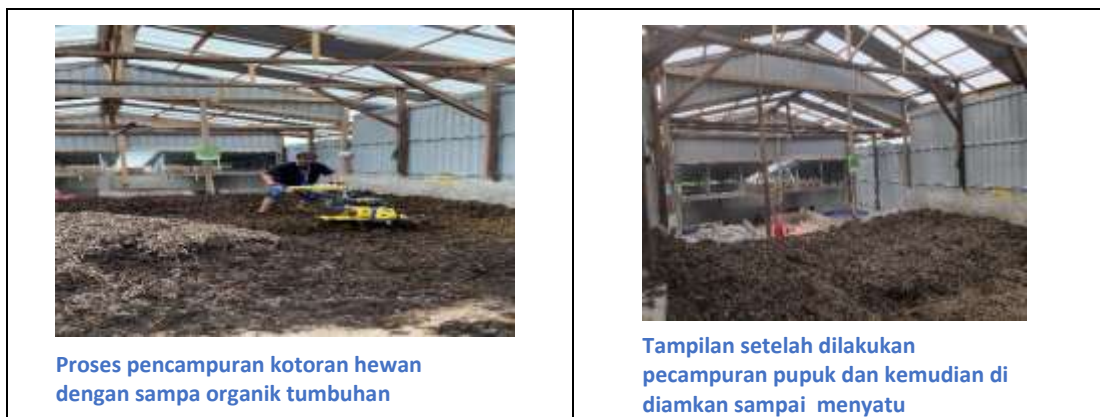 Proses pencampuran kotoran hewan
dengan sampa organik tumbuhan
Tampilan setelah dilakukan
pecampuran pupuk dan kemudian di
diamkan sampai menyatu